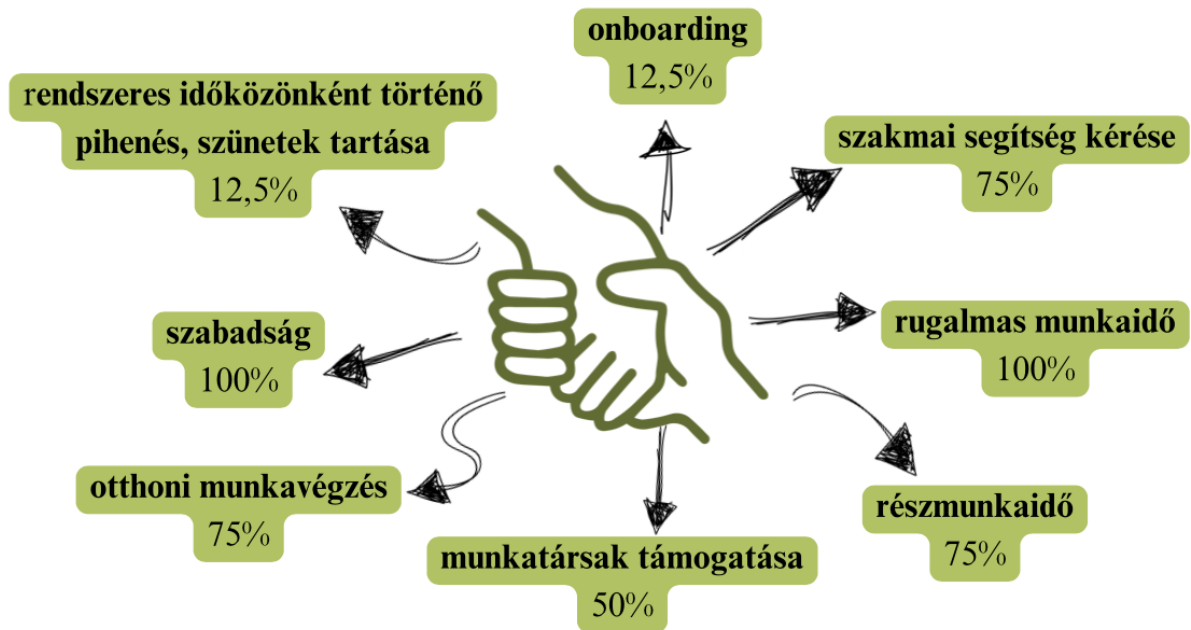 onboarding
12,5%
rendszeres időközönként történő
pihenés, szünetek tartása
12,5%
szakmai segítség kérése
75%
szabadság
100%
rugalmas munkaidő
100%
otthoni munkavégzés
75%
részmunkaidő
75%
munkatársak támogatása
50%